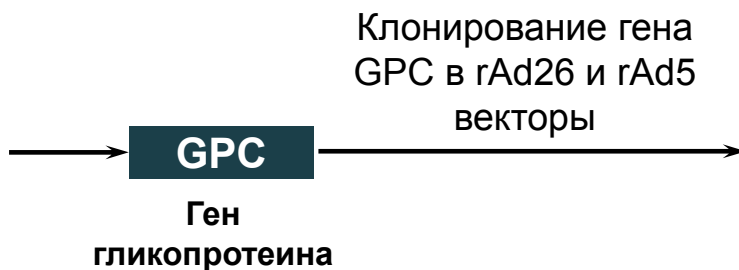 Клонирование гена
GPC в rAd26 и rAd5
векторы
GPC
Ген
гликопротеина